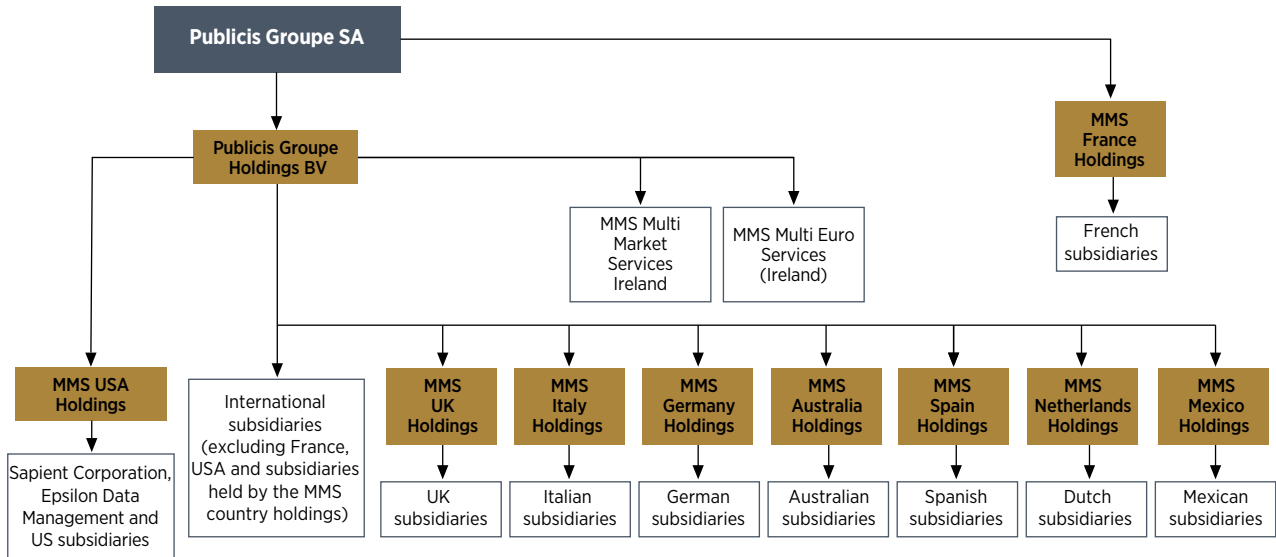 Publicis Groupe SA
Publicis Groupe
Holdings BV
MMS
France
Holdings
MMS Multi
Market
Services
Ireland
MMS Multi Euro
Services
(Ireland)
French
subsidiaries
MMS USA
Holdings
International
subsidiaries
(excluding France,
USA and subsidiaries
held by the MMS
country holdings)
MMS
UK
Holdings
MMS
Italy
Holdings
MMS
Germany
Holdings
MMS
Australia
Holdings
MMS
Spain
Holdings
MMS
Netherlands
Holdings
MMS
Mexico
Holdings
Sapient Corporation,
Epsilon Data
Management and
US subsidiaries
UK
subsidiaries
Italian
subsidiaries
German
subsidiaries
Australian
subsidiaries
Spanish
subsidiaries
Dutch
subsidiaries
Mexican
subsidiaries